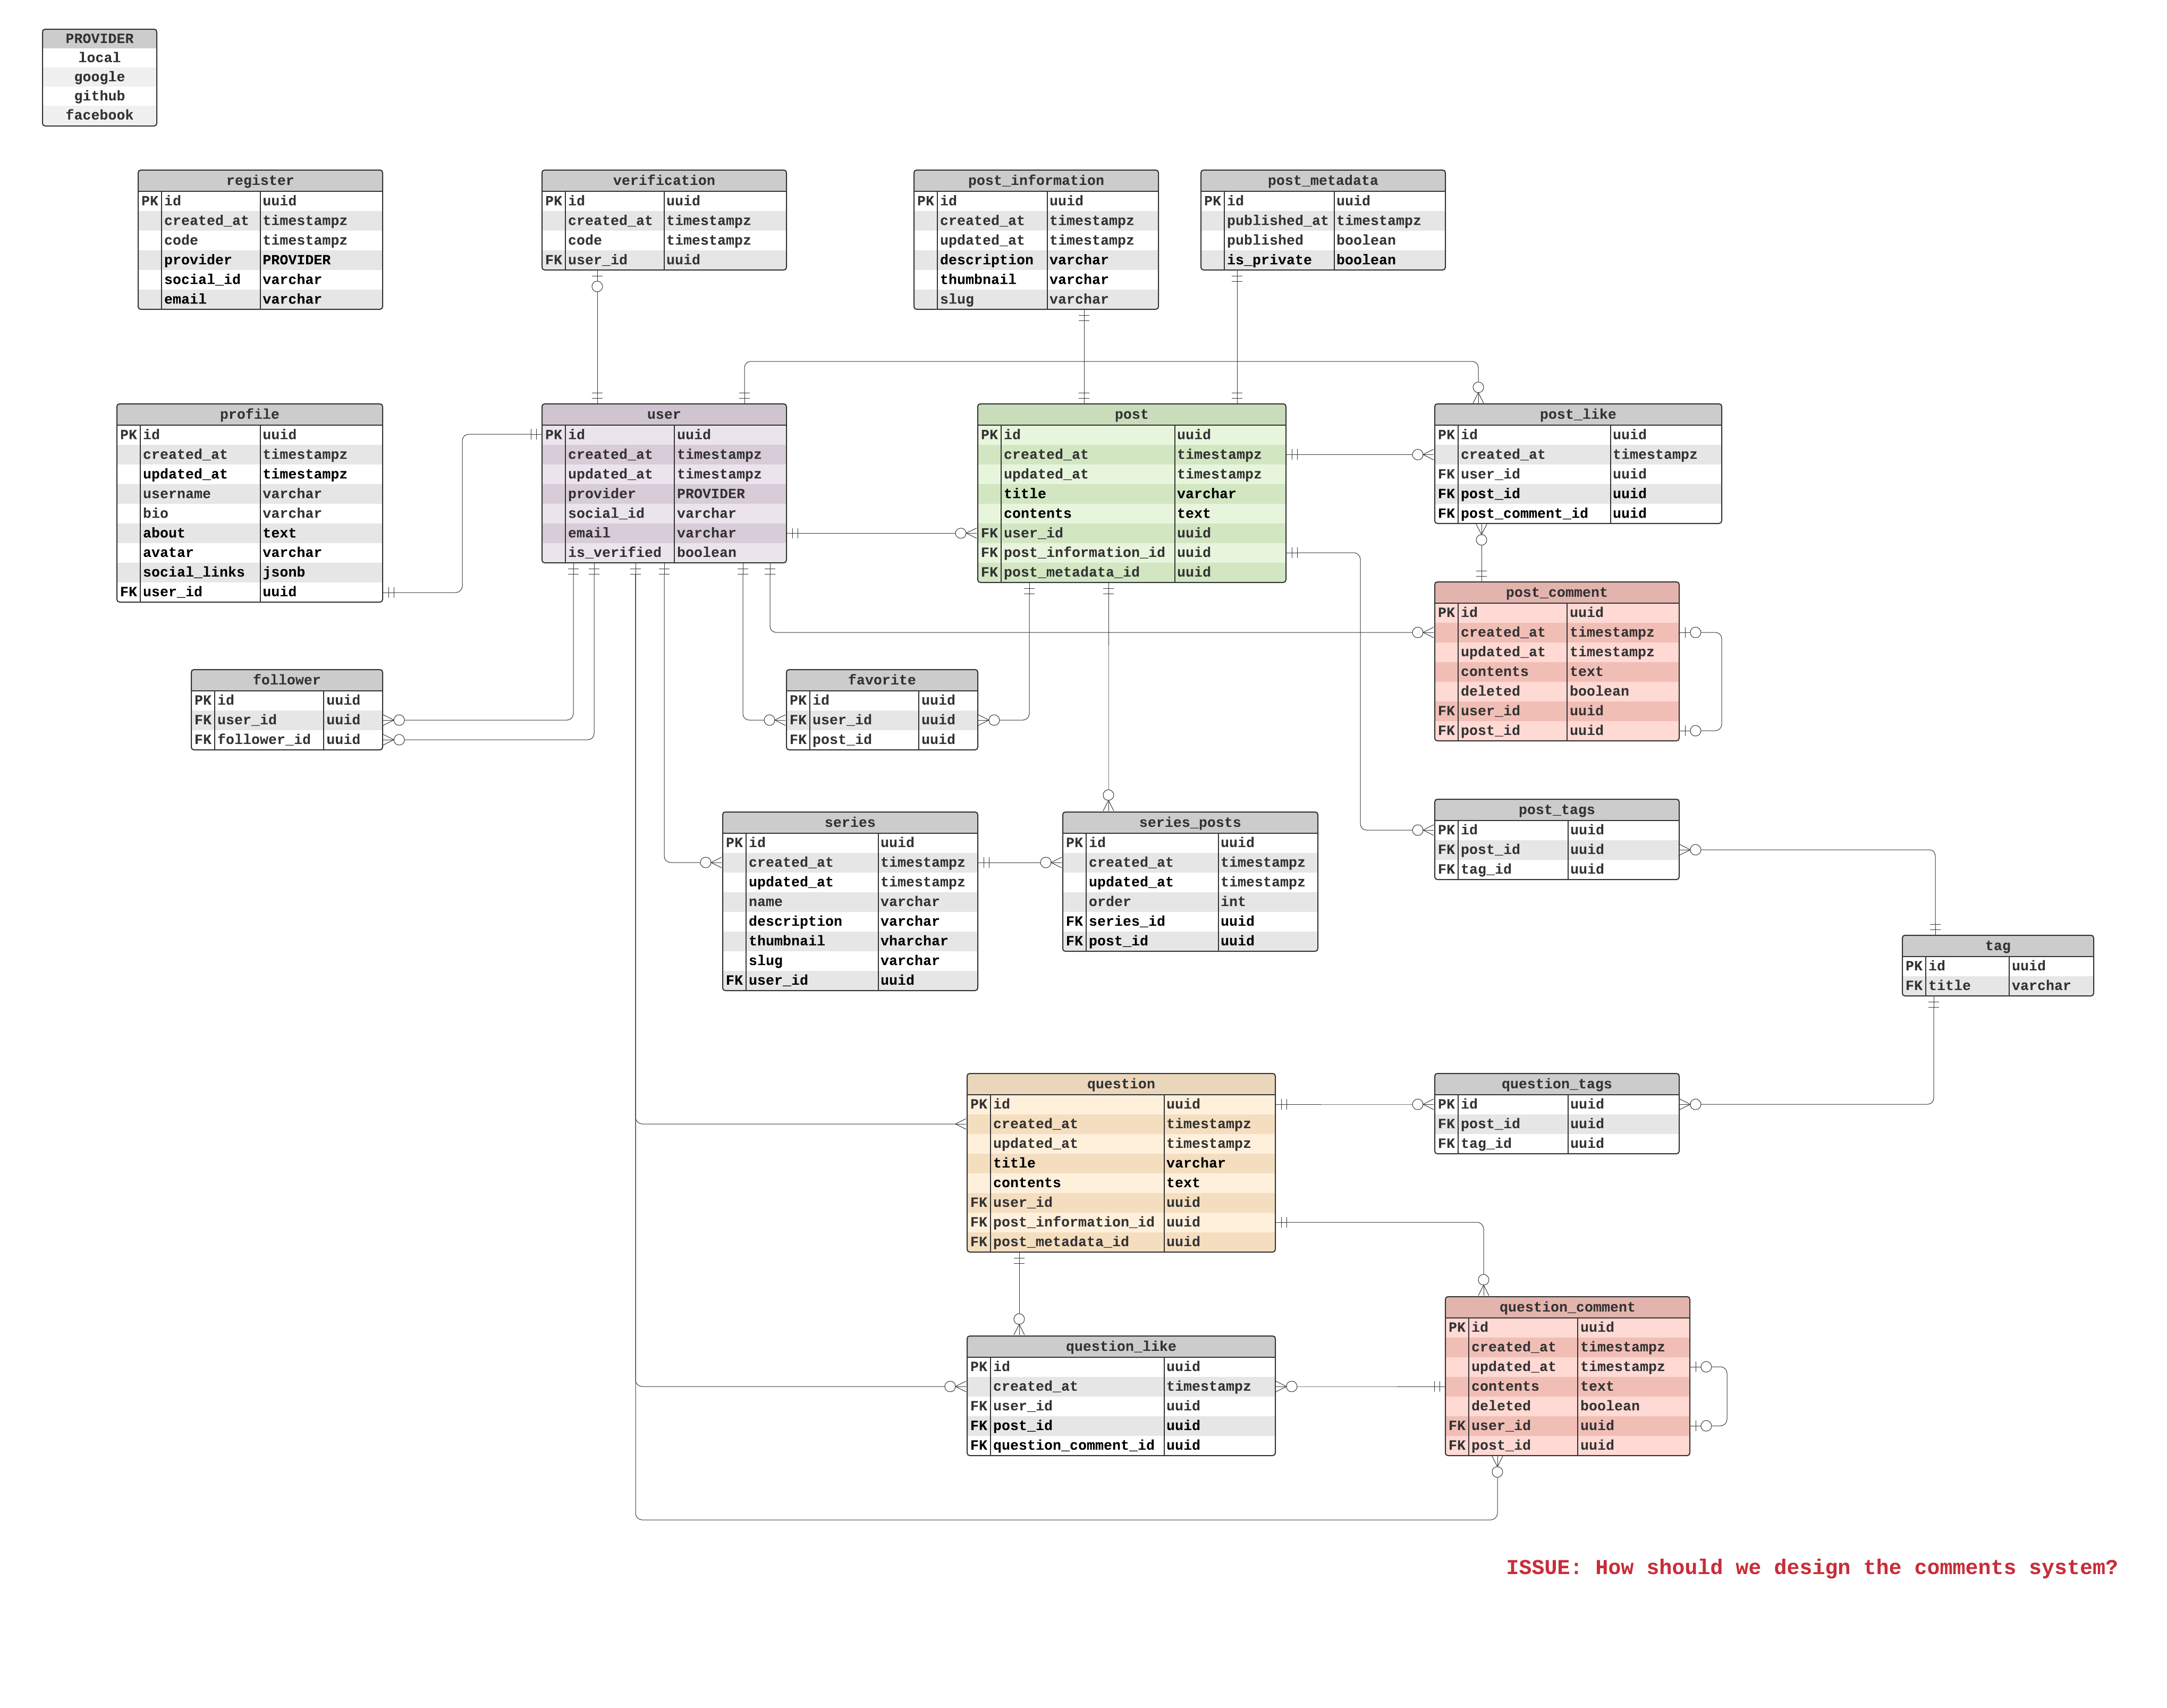 PROVIDER
local
google
github
facebook
register
PK id uuid
created_at timestampz
code timestampz
provider PROVIDER
social_id varchar
email varchar
verification
PK id uuid
created_at timestampz
code timestampz
FK user_id uuid
post_information
PK id uuid
created_at timestampz
updated_at timestampz
description varchar
thumbnail varchar
slug varchar
post_metadata
PK id uuid
published_at timestampz
published boolean
is_private boolean
profile
PK id uuid
created_at timestampz
updated_at timestampz
username varchar
bio varchar
about text
avatar varchar
social_links jsonb
FK user_id uuid
user
PK id uuid
created_at timestampz
updated_at timestampz
provider PROVIDER
social_id varchar
email varchar
is_verified boolean
post
PK id uuid
created_at timestampz
updated_at timestampz
title varchar
contents text
FK user_id uuid
FK post_information_id uuid
FK post_metadata_id uuid
post_like
PK id uuid
created_at timestampz
FK user_id uuid
FK post_id uuid
FK post_comment_id uuid
post_comment
PK id uuid
created_at timestampz
updated_at timestampz
contents text
deleted boolean
FK user_id uuid
FK post_id uuid
follower
PK id uuid
FK user_id uuid
FK follower_id uuid
favorite
PK id uuid
FK user_id uuid
FK post_id uuid
series
PK id uuid
created_at timestampz
updated_at timestampz
name varchar
description varchar
thumbnail vharchar
slug varchar
FK user_id uuid
series_posts
PK id uuid
created_at timestampz
updated_at timestampz
order int
FK series_id uuid
FK post_id uuid
post_tags
PK id uuid
FK post_id uuid
FK tag_id uuid
tag
PK id uuid
FK title varchar
question
PK id uuid
created_at timestampz
updated_at timestampz
title varchar
contents text
FK user_id uuid
FK post_information_id uuid
FK post_metadata_id uuid
question_tags
PK id uuid
FK post_id uuid
FK tag_id uuid
question_like
PK id uuid
created_at timestampz
FK user_id uuid
FK post_id uuid
FK question_comment_id uuid
question_comment
PK id uuid
created_at timestampz
updated_at timestampz
contents text
deleted boolean
FK user_id uuid
FK post_id uuid
ISSUE: How should we design the comments system?